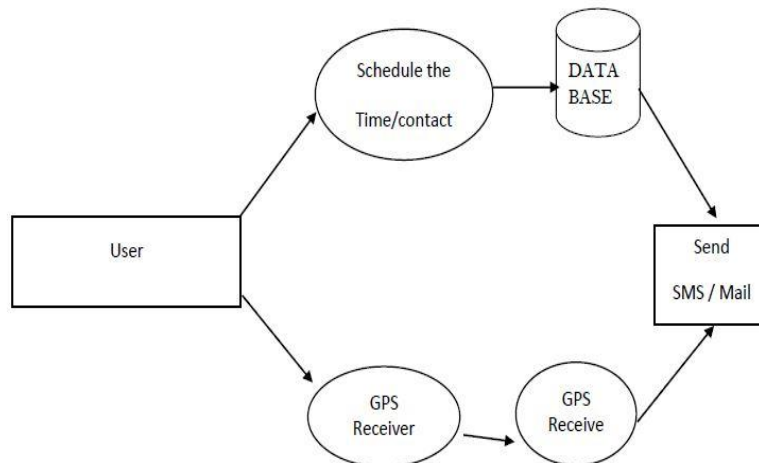 Schedule the
Time/contact
DATA
BASE
User
Send
SMS / Mail
GPS
Receiver
GPS
Receive